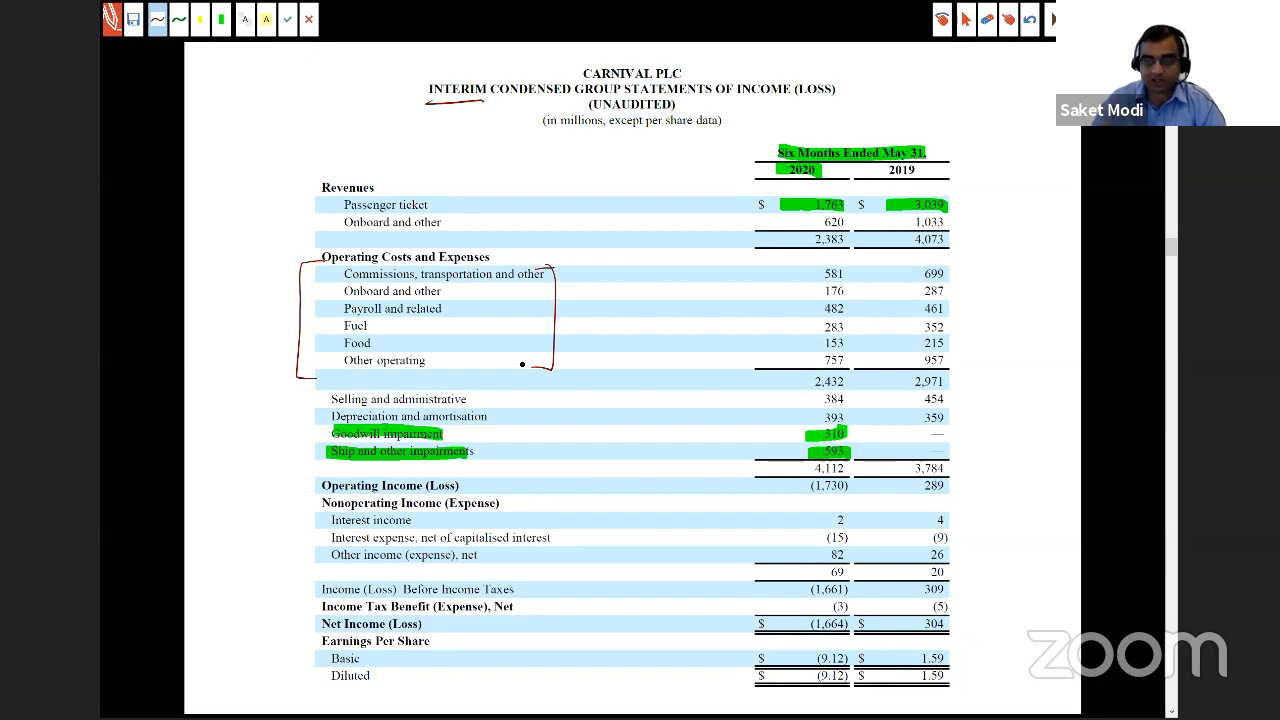 A A
Saket Modi
CARNIVAL PLC
INTERIM CONDENSED GROUP STATEMENTS OF INCOME (LOSS)
(UNAUDITED)
(in millions, except per share data)
Six Months Ended May 31,
2020 2019
Revenues
Passenger ticket $ 1,763 $ 3,039
Onboard and other 620 1,033
2,383 4,073
Operating Costs and Expenses
Commissions, transportation and other 581 699
Onboard and other 176 287
Payroll and related 482 461
Fuel 283 352
Food 153 215
Other operating 757 957
2,432 2,971
Selling and administrative 384 454
Depreciation and amortisation 393 359
Goodwill impairment 310 —
Ship and other impairments 593 —
4,112 3,784
Operating Income (Loss) (1,730) 289
Nonoperating Income (Expense)
Interest income 2 4
Interest expense, net of capitalised interest (15) (9)
Other income (expense), net 82 26
69 20
Income (Loss) Before Income Taxes (1,661) 309
Income Tax Benefit (Expense), Net (3) (5)
Net Income (Loss) $ (1,664) $ 304
Earnings Per Share
Basic $ (9.12) $ 1.59
Diluted $ (9.12) $ 1.59
zoom